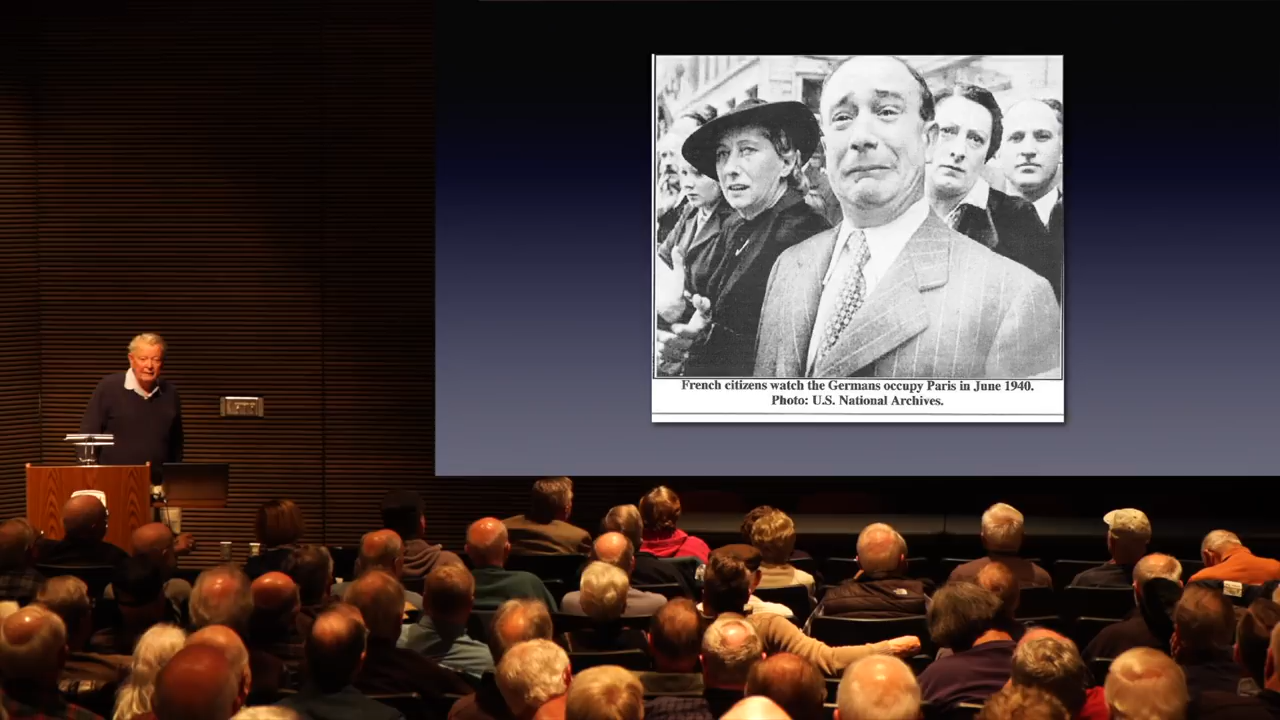 French citizens watch the Germans occupy Paris in June 1940.
Photo: U.S. National Archives.